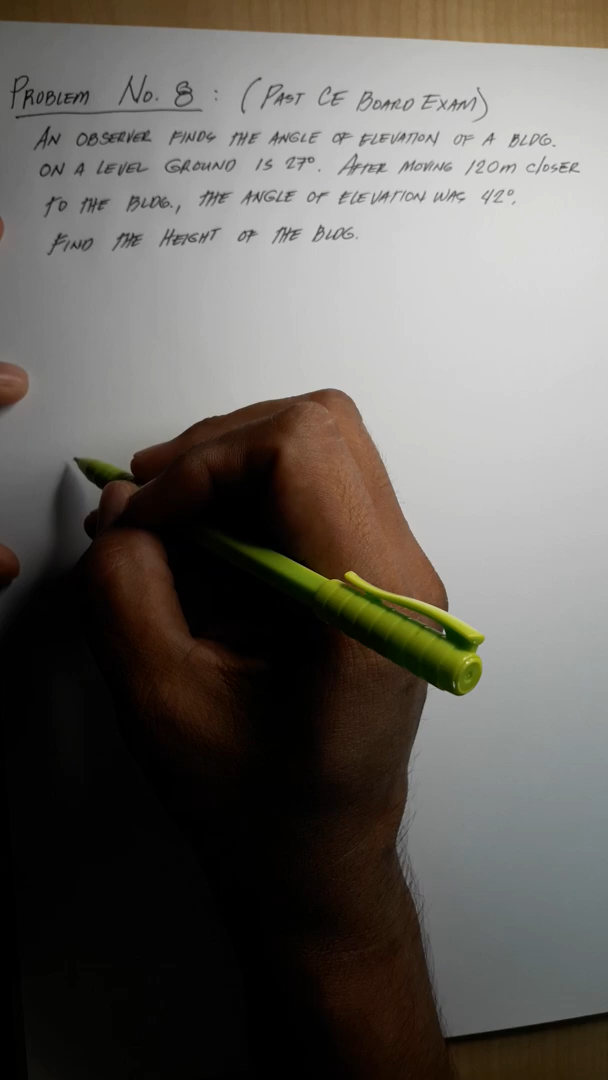 PROBLEM NO. 8 : (PAST CE BOARD EXAM)
AN OBSERVER FINDS THE ANGLE OF ELEVATION OF A BLDG.
ON A LEVEL GROUND IS 27°. AFTER MOVING 120m closer
TO THE BLDG., THE ANGLE OF ELEVATION WAS 42°.
FIND THE HEIGHT OF THE BLDG.